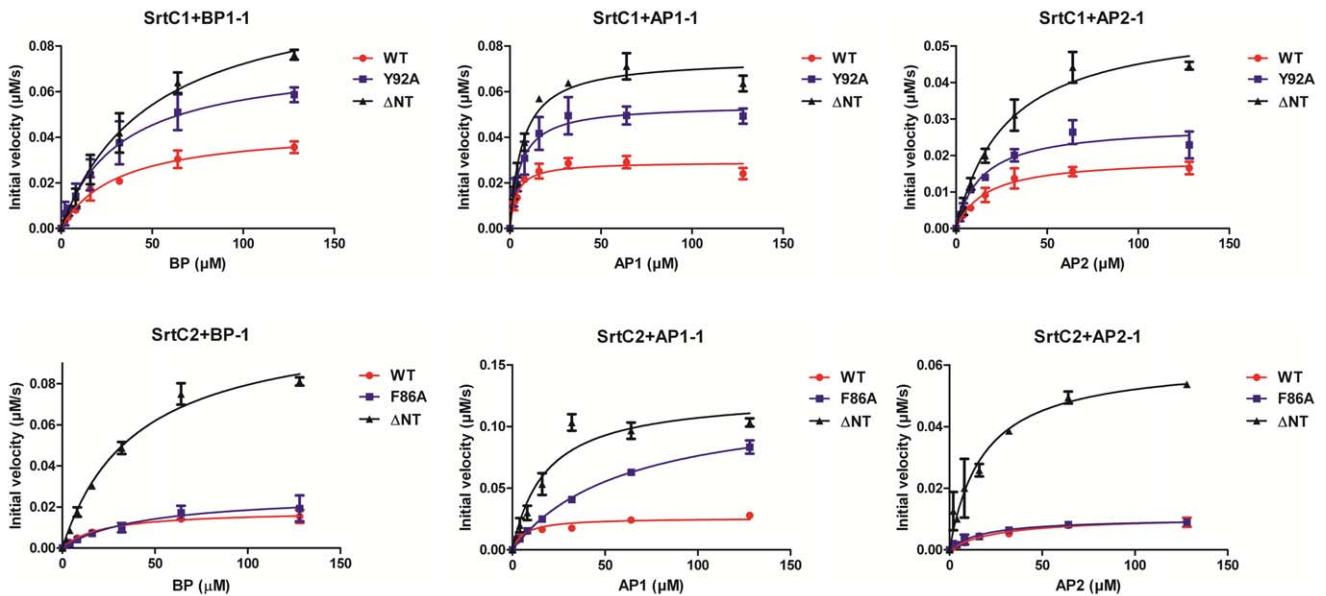 SrtC1+BP1-1
Initial velocity (µM/s)
0.08
0.06
0.04
0.02
0.00
0
50
100
150
BP (µM)
WT
Y92A
ΔNT
SrtC1+AP1-1
Initial velocity (µM/s)
0.08
0.06
0.04
0.02
0.00
0
50
100
150
AP1 (µM)
WT
Y92A
ΔNT
SrtC1+AP2-1
Initial velocity (µM/s)
0.05
0.04
0.03
0.02
0.01
0.00
0
50
100
150
AP2 (µM)
WT
Y92A
ΔNT
SrtC2+BP-1
Initial velocity (µM/s)
0.08
0.06
0.04
0.02
0.00
0
50
100
150
BP (µM)
WT
F86A
ΔNT
SrtC2+AP1-1
Initial velocity (µM/s)
0.15
0.10
0.05
0.00
0
50
100
150
AP1 (µM)
WT
F86A
ΔNT
SrtC2+AP2-1
Initial velocity (µM/s)
0.06
0.04
0.02
0.00
0
50
100
150
AP2 (µM)
WT
F86A
ΔNT